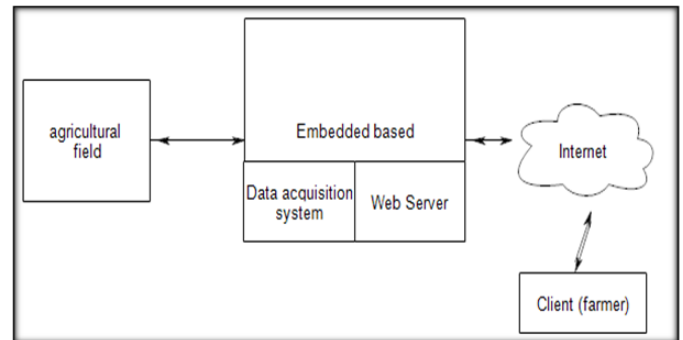 agricultural
field
Embedded based
Data acquisition
system
Web Server
Internet
Client (farmer)